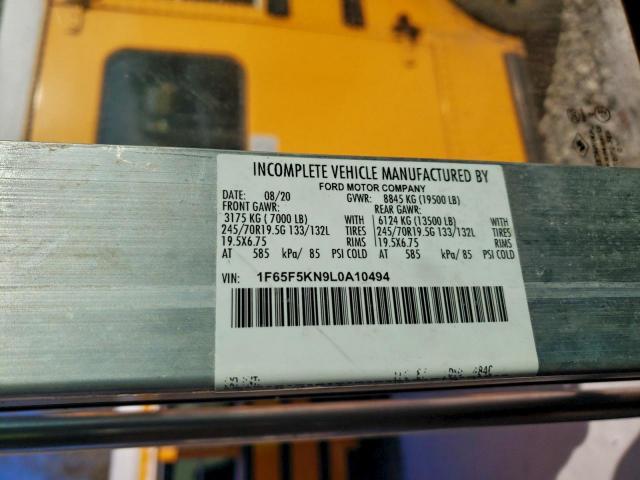 INCOMPLETE VEHICLE MANUFACTURED BY
FORD MOTOR COMPANY
DATE: 08/20 GVWR: 8845 KG (19500 LB)
FRONT GAWR: REAR GAWR:
3175 KG (7000 LB) WITH 6124 KG (13500 LB) WITH
245/70R19.5G 133/132L TIRES 245/70R19.5G 133/132L TIRES
19.5X6.75 RIMS 19.5X6.75 RIMS
AT 585 kPa/ 85 PSI COLD AT 585 kPa/ 85 PSI COLD
VIN: 1F65F5KN9L0A10494